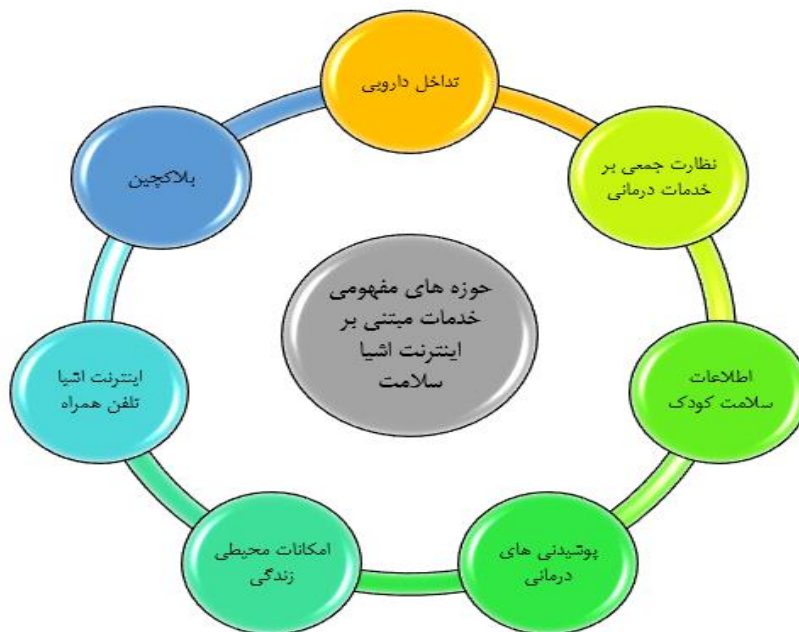 تداخل دارویی
نظارت جمعی بر
خدمات درمانی
اطلاعات
سلامت کودک
پوشیدنی های
درمانی
امکانات محیطی
زندگی
اینترنت اشیا
تلفن همراه
بلاکچین
حوزه های مفهومی
خدمات مبتنی بر
اینترنت اشیا
سلامت